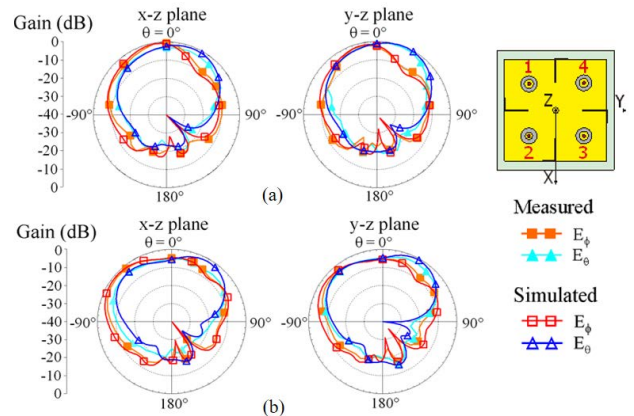 Gain (dB)
x-z plane
θ = 0°
y-z plane
θ = 0°
0
-10
-20
-30
-40
-30
-20
-10
0
-90°
90°
-90°
90°
180°
180°
(a)
1
4
Z
Y
2
3
X
Gain (dB)
x-z plane
θ = 0°
y-z plane
θ = 0°
0
-10
-20
-30
-40
-30
-20
-10
0
-90°
90°
-90°
90°
180°
180°
(b)
Measured
Eϕ
Eθ
Simulated
Eϕ
Eθ